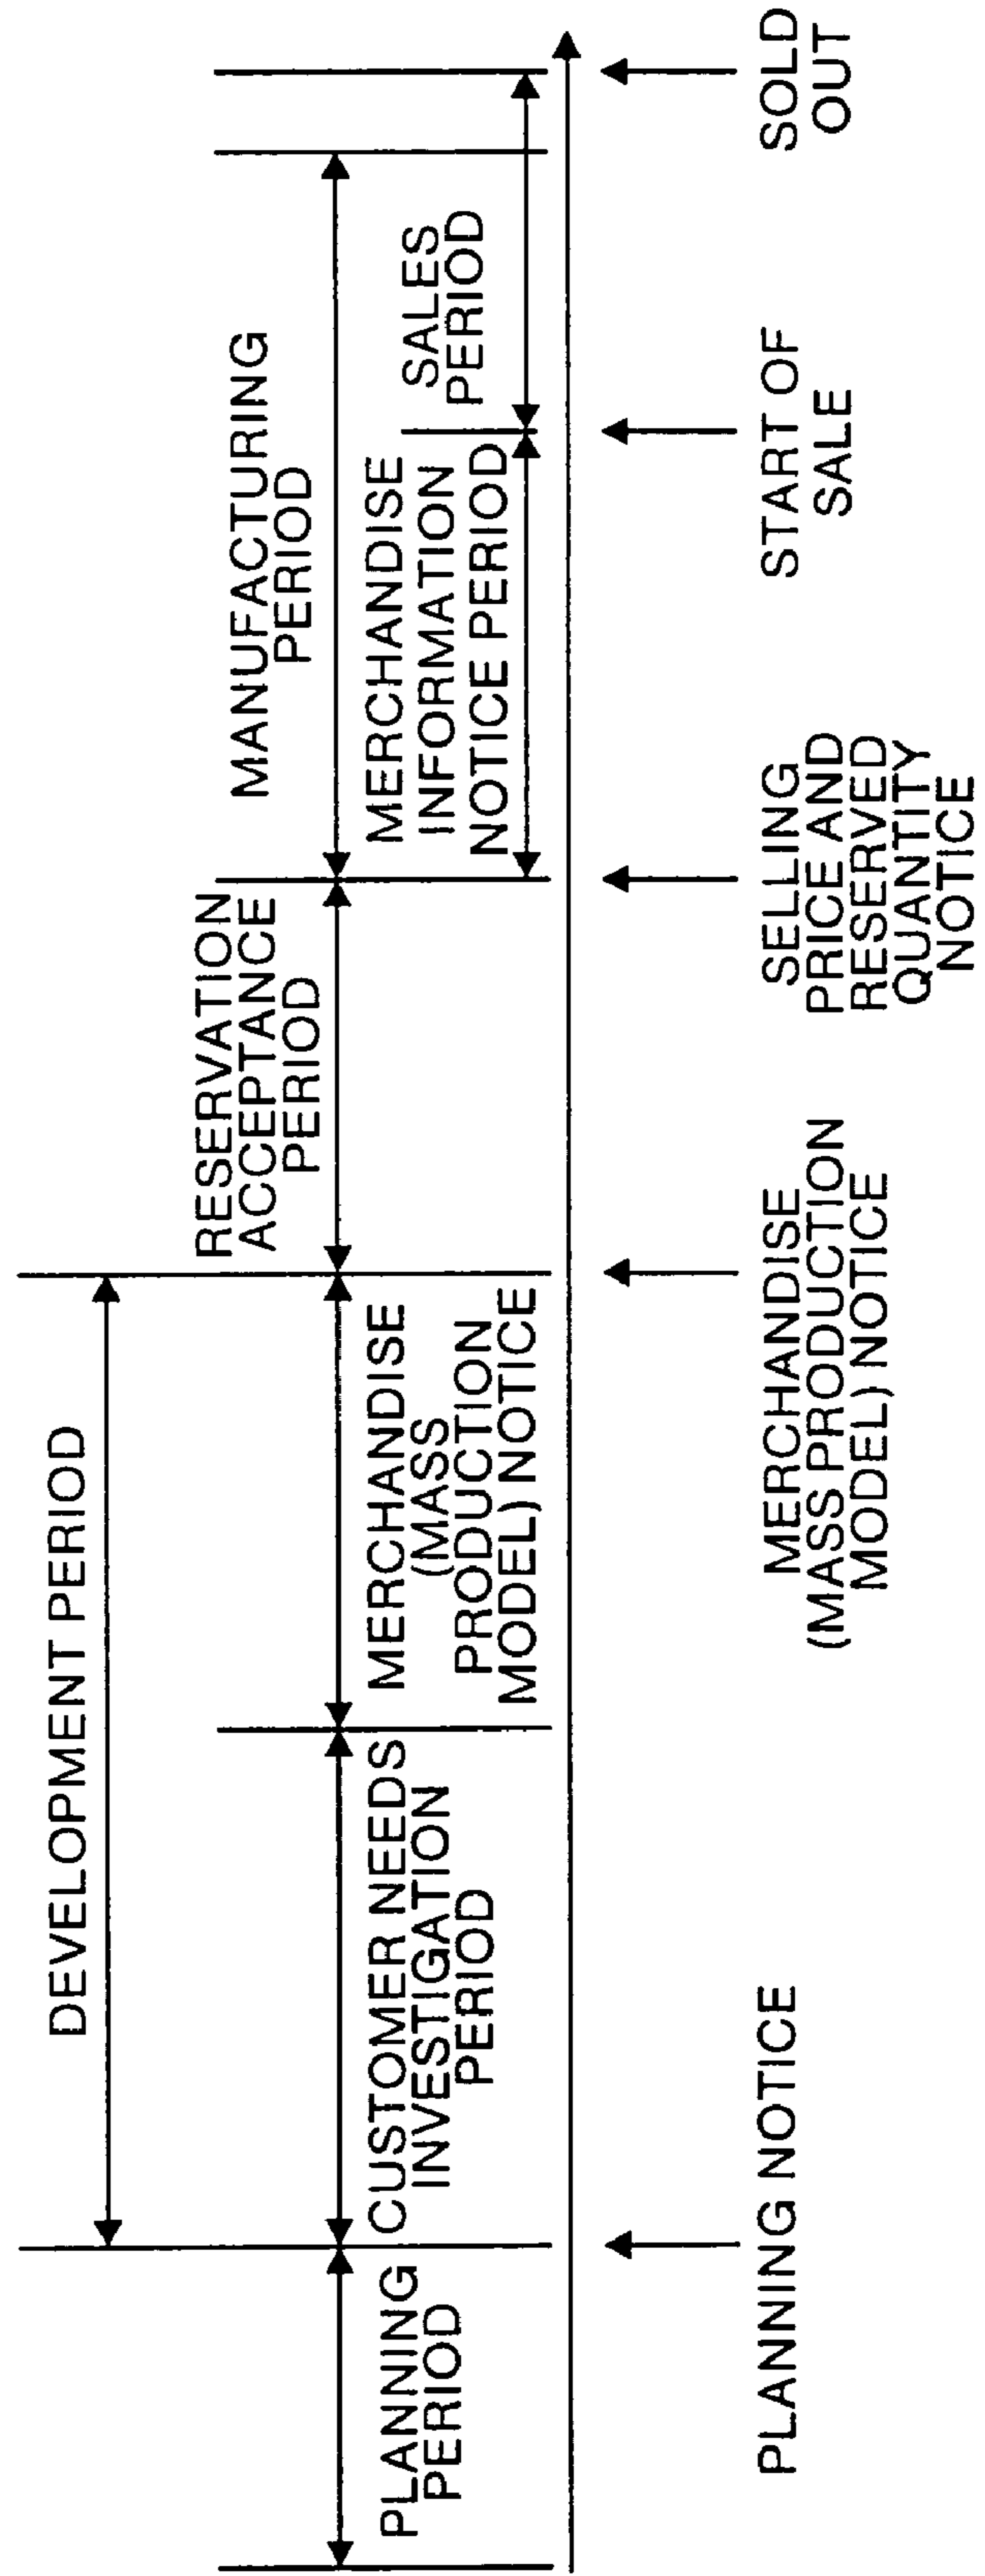 DEVELOPMENT PERIOD
RESERVATION
ACCEPTANCE
PERIOD
MANUFACTURING
PERIOD
PLANNING
PERIOD
CUSTOMER NEEDS
INVESTIGATION
PERIOD
MERCHANDISE
(MASS
PRODUCTION
MODEL) NOTICE
MERCHANDISE
INFORMATION
NOTICE PERIOD
SALES
PERIOD
PLANNING NOTICE
MERCHANDISE
(MASS PRODUCTION
MODEL) NOTICE
SELLING
PRICE AND
RESERVED
QUANTITY
NOTICE
START OF
SALE
SOLD
OUT